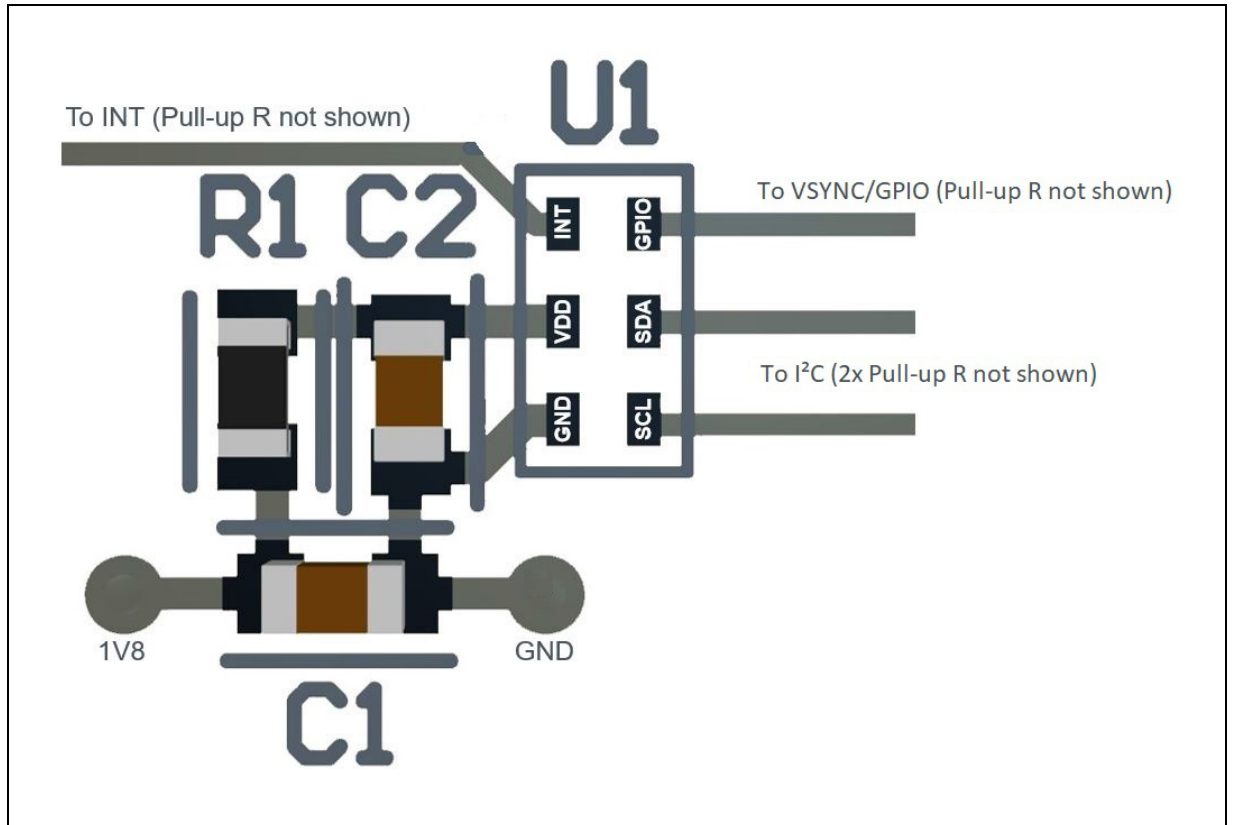 U1
To INT (Pull-up R not shown)
R1 C2
To VSYNC/GPIO (Pull-up R not shown)
INT
GPIO
VDD
SDA
To I²C (2x Pull-up R not shown)
GND
SCL
1V8
GND
C1